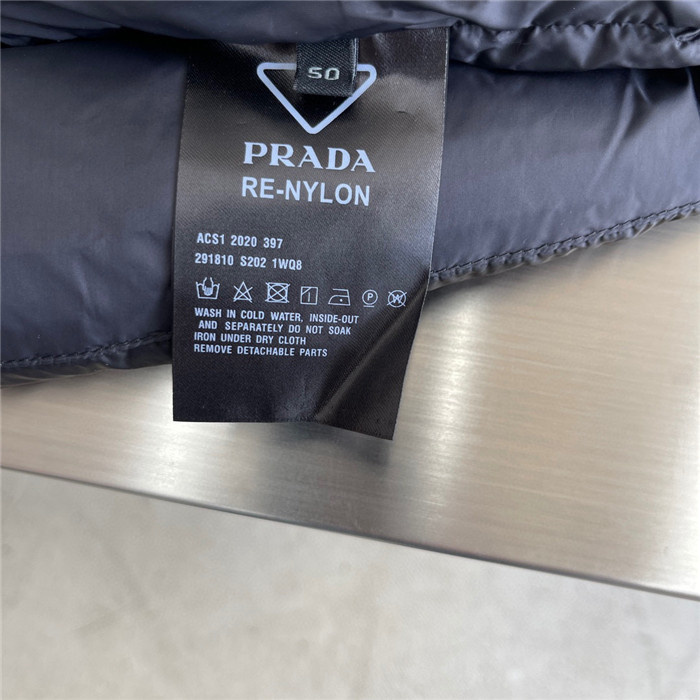 50
PRADA
RE-NYLON
ACS1 2020 397
291810 S202 1WQ8
P
W
WASH IN COLD WATER, INSIDE-OUT
AND SEPARATELY DO NOT SOAK
IRON UNDER DRY CLOTH
REMOVE DETACHABLE PARTS